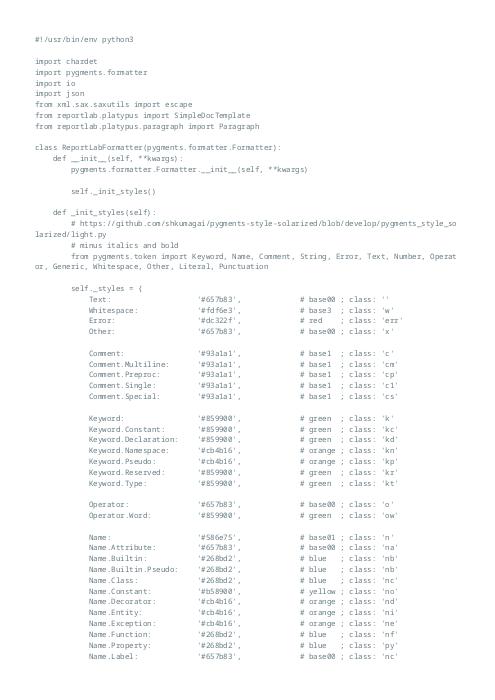 #!/usr/bin/env python3
import chardet
import pygments.formatter
import io
import json
from xml.sax.saxutils import escape
from reportlab.platypus import SimpleDocTemplate
from reportlab.platypus.paragraph import Paragraph
class ReportLabFormatter(pygments.formatter.Formatter):
def __init__(self, **kwargs):
pygments.formatter.Formatter.__init__(self, **kwargs)
self._init_styles()
def _init_styles(self):
# https://github.com/shkumagai/pygments-style-solarized/blob/develop/pygments_style_so
larized/light.py
# minus italics and bold
from pygments.token import Keyword, Name, Comment, String, Error, Text, Number, Operat
or, Generic, Whitespace, Other, Literal, Punctuation
self._styles = {
Text: '#657b83', # base00 ; class: ''
Whitespace: '#fdf6e3', # base3 ; class: 'w'
Error: '#dc322f', # red ; class: 'err'
Other: '#657b83', # base00 ; class: 'x'
Comment: '#93a1a1', # base1 ; class: 'c'
Comment.Multiline: '#93a1a1', # base1 ; class: 'cm'
Comment.Preproc: '#93a1a1', # base1 ; class: 'cp'
Comment.Single: '#93a1a1', # base1 ; class: 'c1'
Comment.Special: '#93a1a1', # base1 ; class: 'cs'
Keyword: '#859900', # green ; class: 'k'
Keyword.Constant: '#859900', # green ; class: 'kc'
Keyword.Declaration: '#859900', # green ; class: 'kd'
Keyword.Namespace: '#cb4b16', # orange ; class: 'kn'
Keyword.Pseudo: '#cb4b16', # orange ; class: 'kp'
Keyword.Reserved: '#859900', # green ; class: 'kr'
Keyword.Type: '#859900', # green ; class: 'kt'
Operator: '#657b83', # base00 ; class: 'o'
Operator.Word: '#859900', # green ; class: 'ow'
Name: '#586e75', # base01 ; class: 'n'
Name.Attribute: '#657b83', # base00 ; class: 'na'
Name.Builtin: '#268bd2', # blue ; class: 'nb'
Name.Builtin.Pseudo: '#268bd2', # blue ; class: 'nb'
Name.Class: '#268bd2', # blue ; class: 'nc'
Name.Constant: '#b58900', # yellow ; class: 'no'
Name.Decorator: '#cb4b16', # orange ; class: 'nd'
Name.Entity: '#cb4b16', # orange ; class: 'ni'
Name.Exception: '#cb4b16', # orange ; class: 'ne'
Name.Function: '#268bd2', # blue ; class: 'nf'
Name.Property: '#268bd2', # blue ; class: 'py'
Name.Label: '#657b83', # base00 ; class: 'nc'